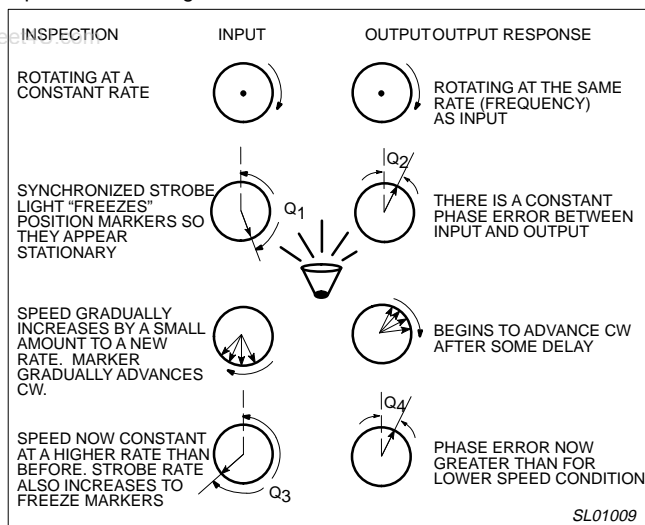 INSPECTION INPUT OUTPUT OUTPUT RESPONSE
ROTATING AT A
CONSTANT RATE
ROTATING AT THE SAME
RATE (FREQUENCY)
AS INPUT
SYNCHRONIZED STROBE
LIGHT “FREEZES”
POSITION MARKERS SO
THEY APPEAR
STATIONARY
Q1
Q2
THERE IS A CONSTANT
PHASE ERROR BETWEEN
INPUT AND OUTPUT
SPEED GRADUALLY
INCREASES BY A SMALL
AMOUNT TO A NEW
RATE. MARKER
GRADUALLY ADVANCES
CW.
BEGINS TO ADVANCE CW
AFTER SOME DELAY
SPEED NOW CONSTANT
AT A HIGHER RATE THAN
BEFORE. STROBE RATE
ALSO INCREASES TO
FREEZE MARKERS
Q3
Q4
PHASE ERROR NOW
GREATER THAN FOR
LOWER SPEED CONDITION
SL01009